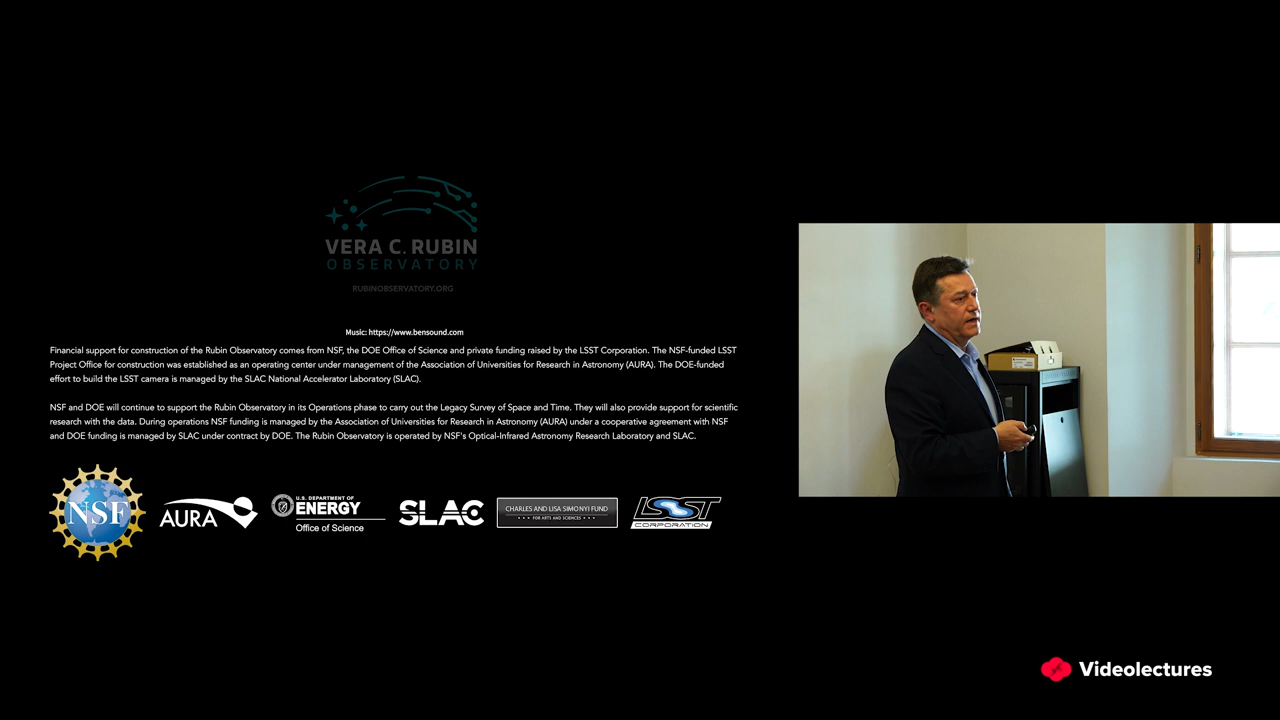 VERA C. RUBIN
OBSERVATORY
RUBINOBSERVATORY.ORG
Music: https://www.bensound.com
Financial support for construction of the Rubin Observatory comes from NSF, the DOE Office of Science and private funding raised by the LSST Corporation. The NSF-funded LSST
Project Office for construction was established as an operating center under management of the Association of Universities for Research in Astronomy (AURA). The DOE-funded
effort to build the LSST camera is managed by the SLAC National Accelerator Laboratory (SLAC).
NSF and DOE will continue to support the Rubin Observatory in its Operations phase to carry out the Legacy Survey of Space and Time. They will also provide support for scientific
research with the data. During operations NSF funding is managed by the Association of Universities for Research in Astronomy (AURA) under a cooperative agreement with NSF
and DOE funding is managed by SLAC under contract by DOE. The Rubin Observatory is operated by NSF's Optical-Infrared Astronomy Research Laboratory and SLAC.
NSF
AURA
U.S. DEPARTMENT OF
ENERGY
Office of Science
SLAC
CHARLES AND LISA SIMONYI FUND
FOR ARTS AND SCIENCES
LSST
CORPORATION
Videolectures